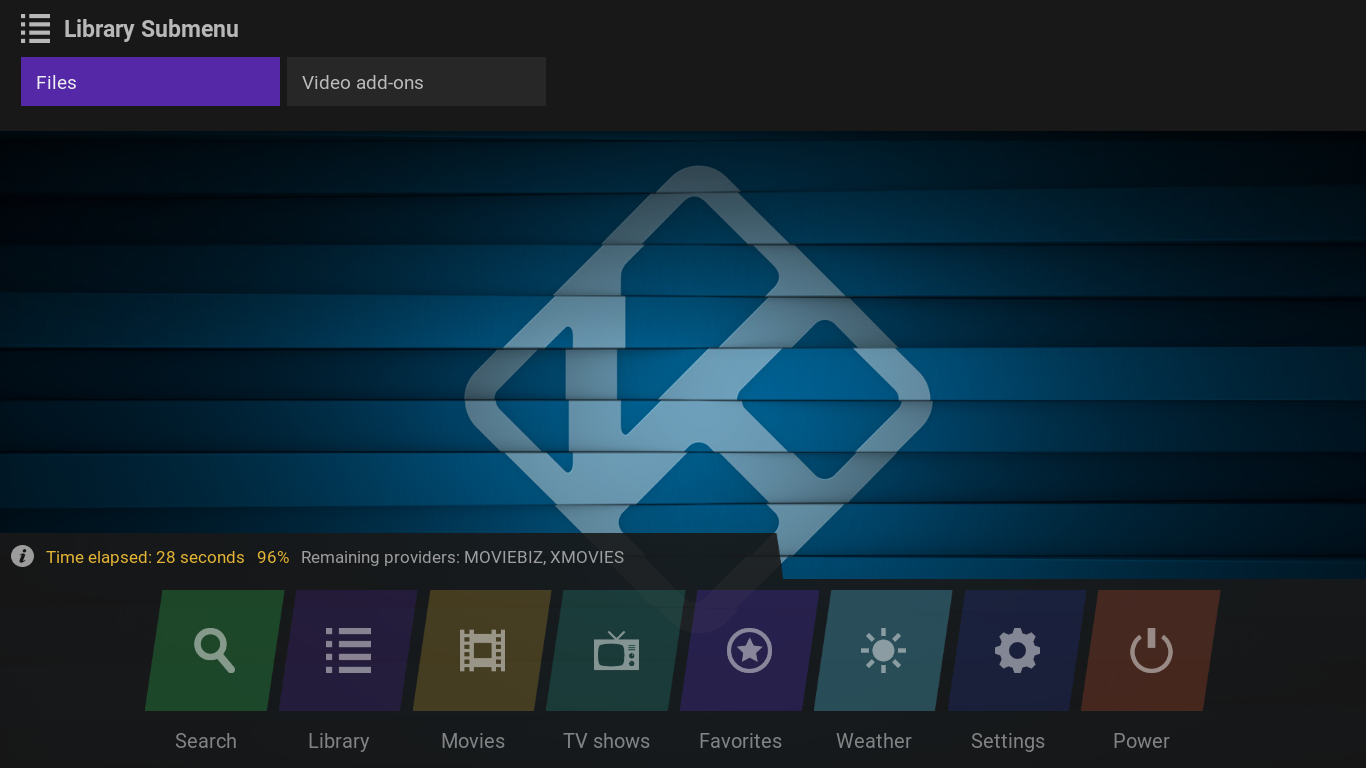 Library Submenu
Files
Video add-ons
Time elapsed: 28 seconds 96% Remaining providers: MOVIEBIZ, XMOVIES
Search
Library
Movies
TV shows
Favorites
Weather
Settings
Power